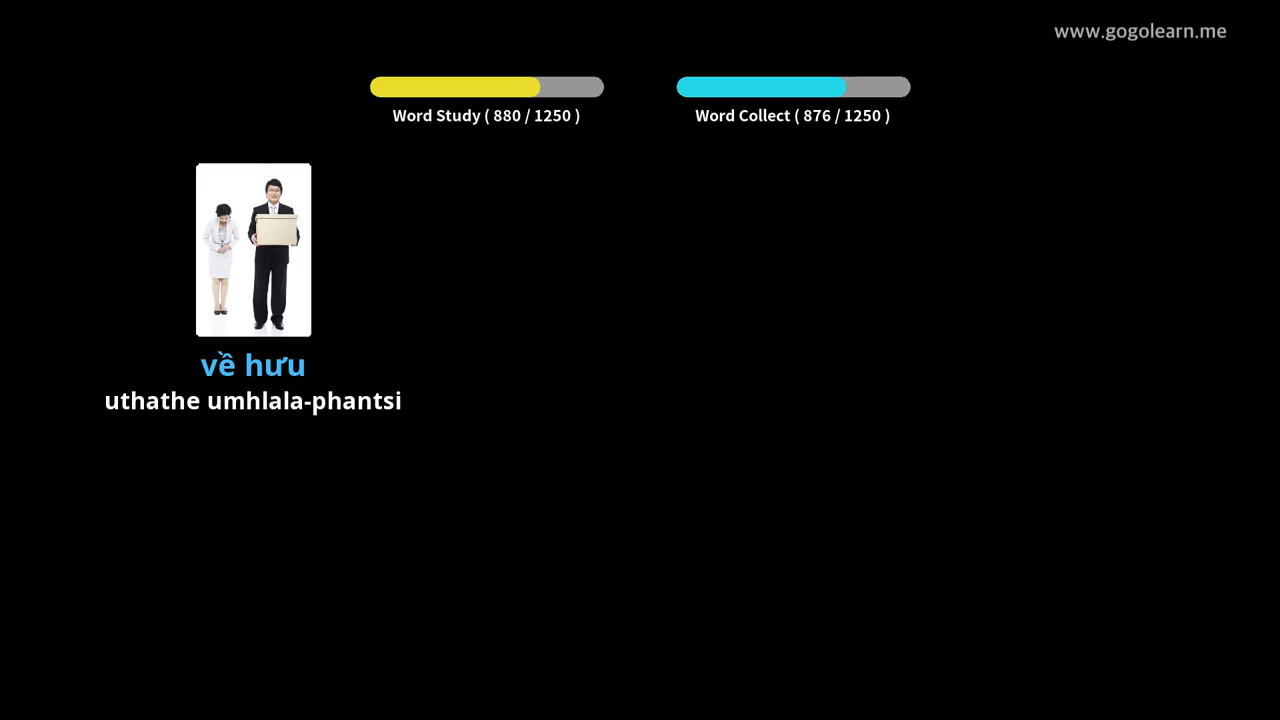 www.gogolearn.me
Word Study ( 880 / 1250 )
Word Collect ( 876 / 1250 )
về hưu
uthathe umhlala-phantsi